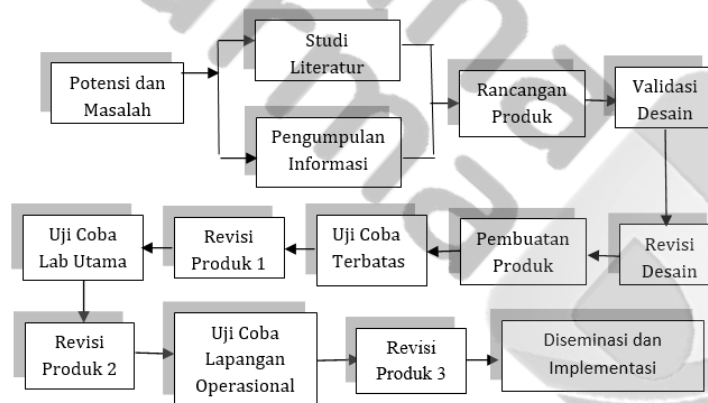 Potensi dan
Masalah
Studi
Literatur
Pengumpulan
Informasi
Rancangan
Produk
Validasi
Desain
Revisi
Desain
Pembuatan
Produk
Uji Coba
Terbatas
Revisi
Produk 1
Uji Coba
Lab Utama
Revisi
Produk 2
Uji Coba
Lapangan
Operasional
Revisi
Produk 3
Diseminasi dan
Implementasi